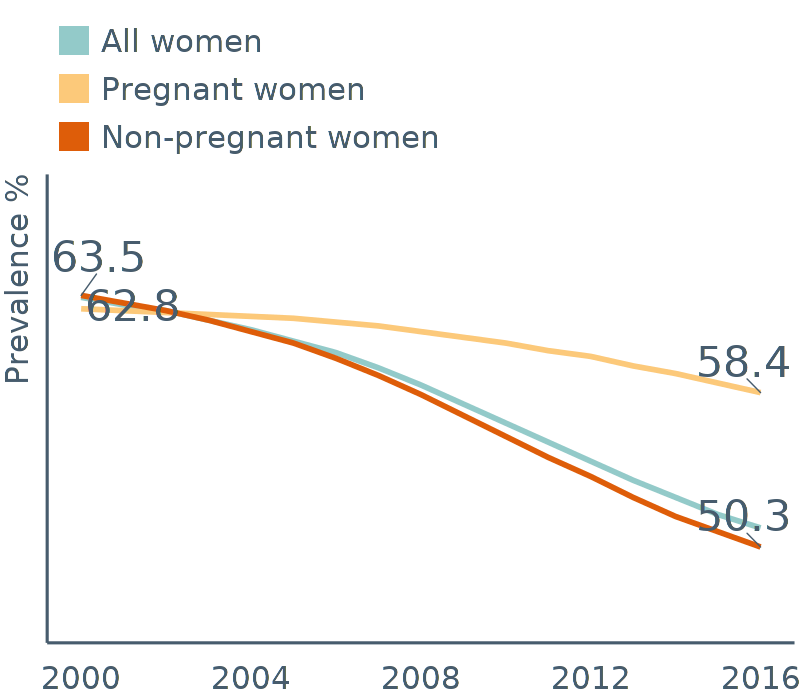 All women
Pregnant women
Non-pregnant women
Prevalence %
63.5
62.8
58.4
50.3
2000 2004 2008 2012 2016